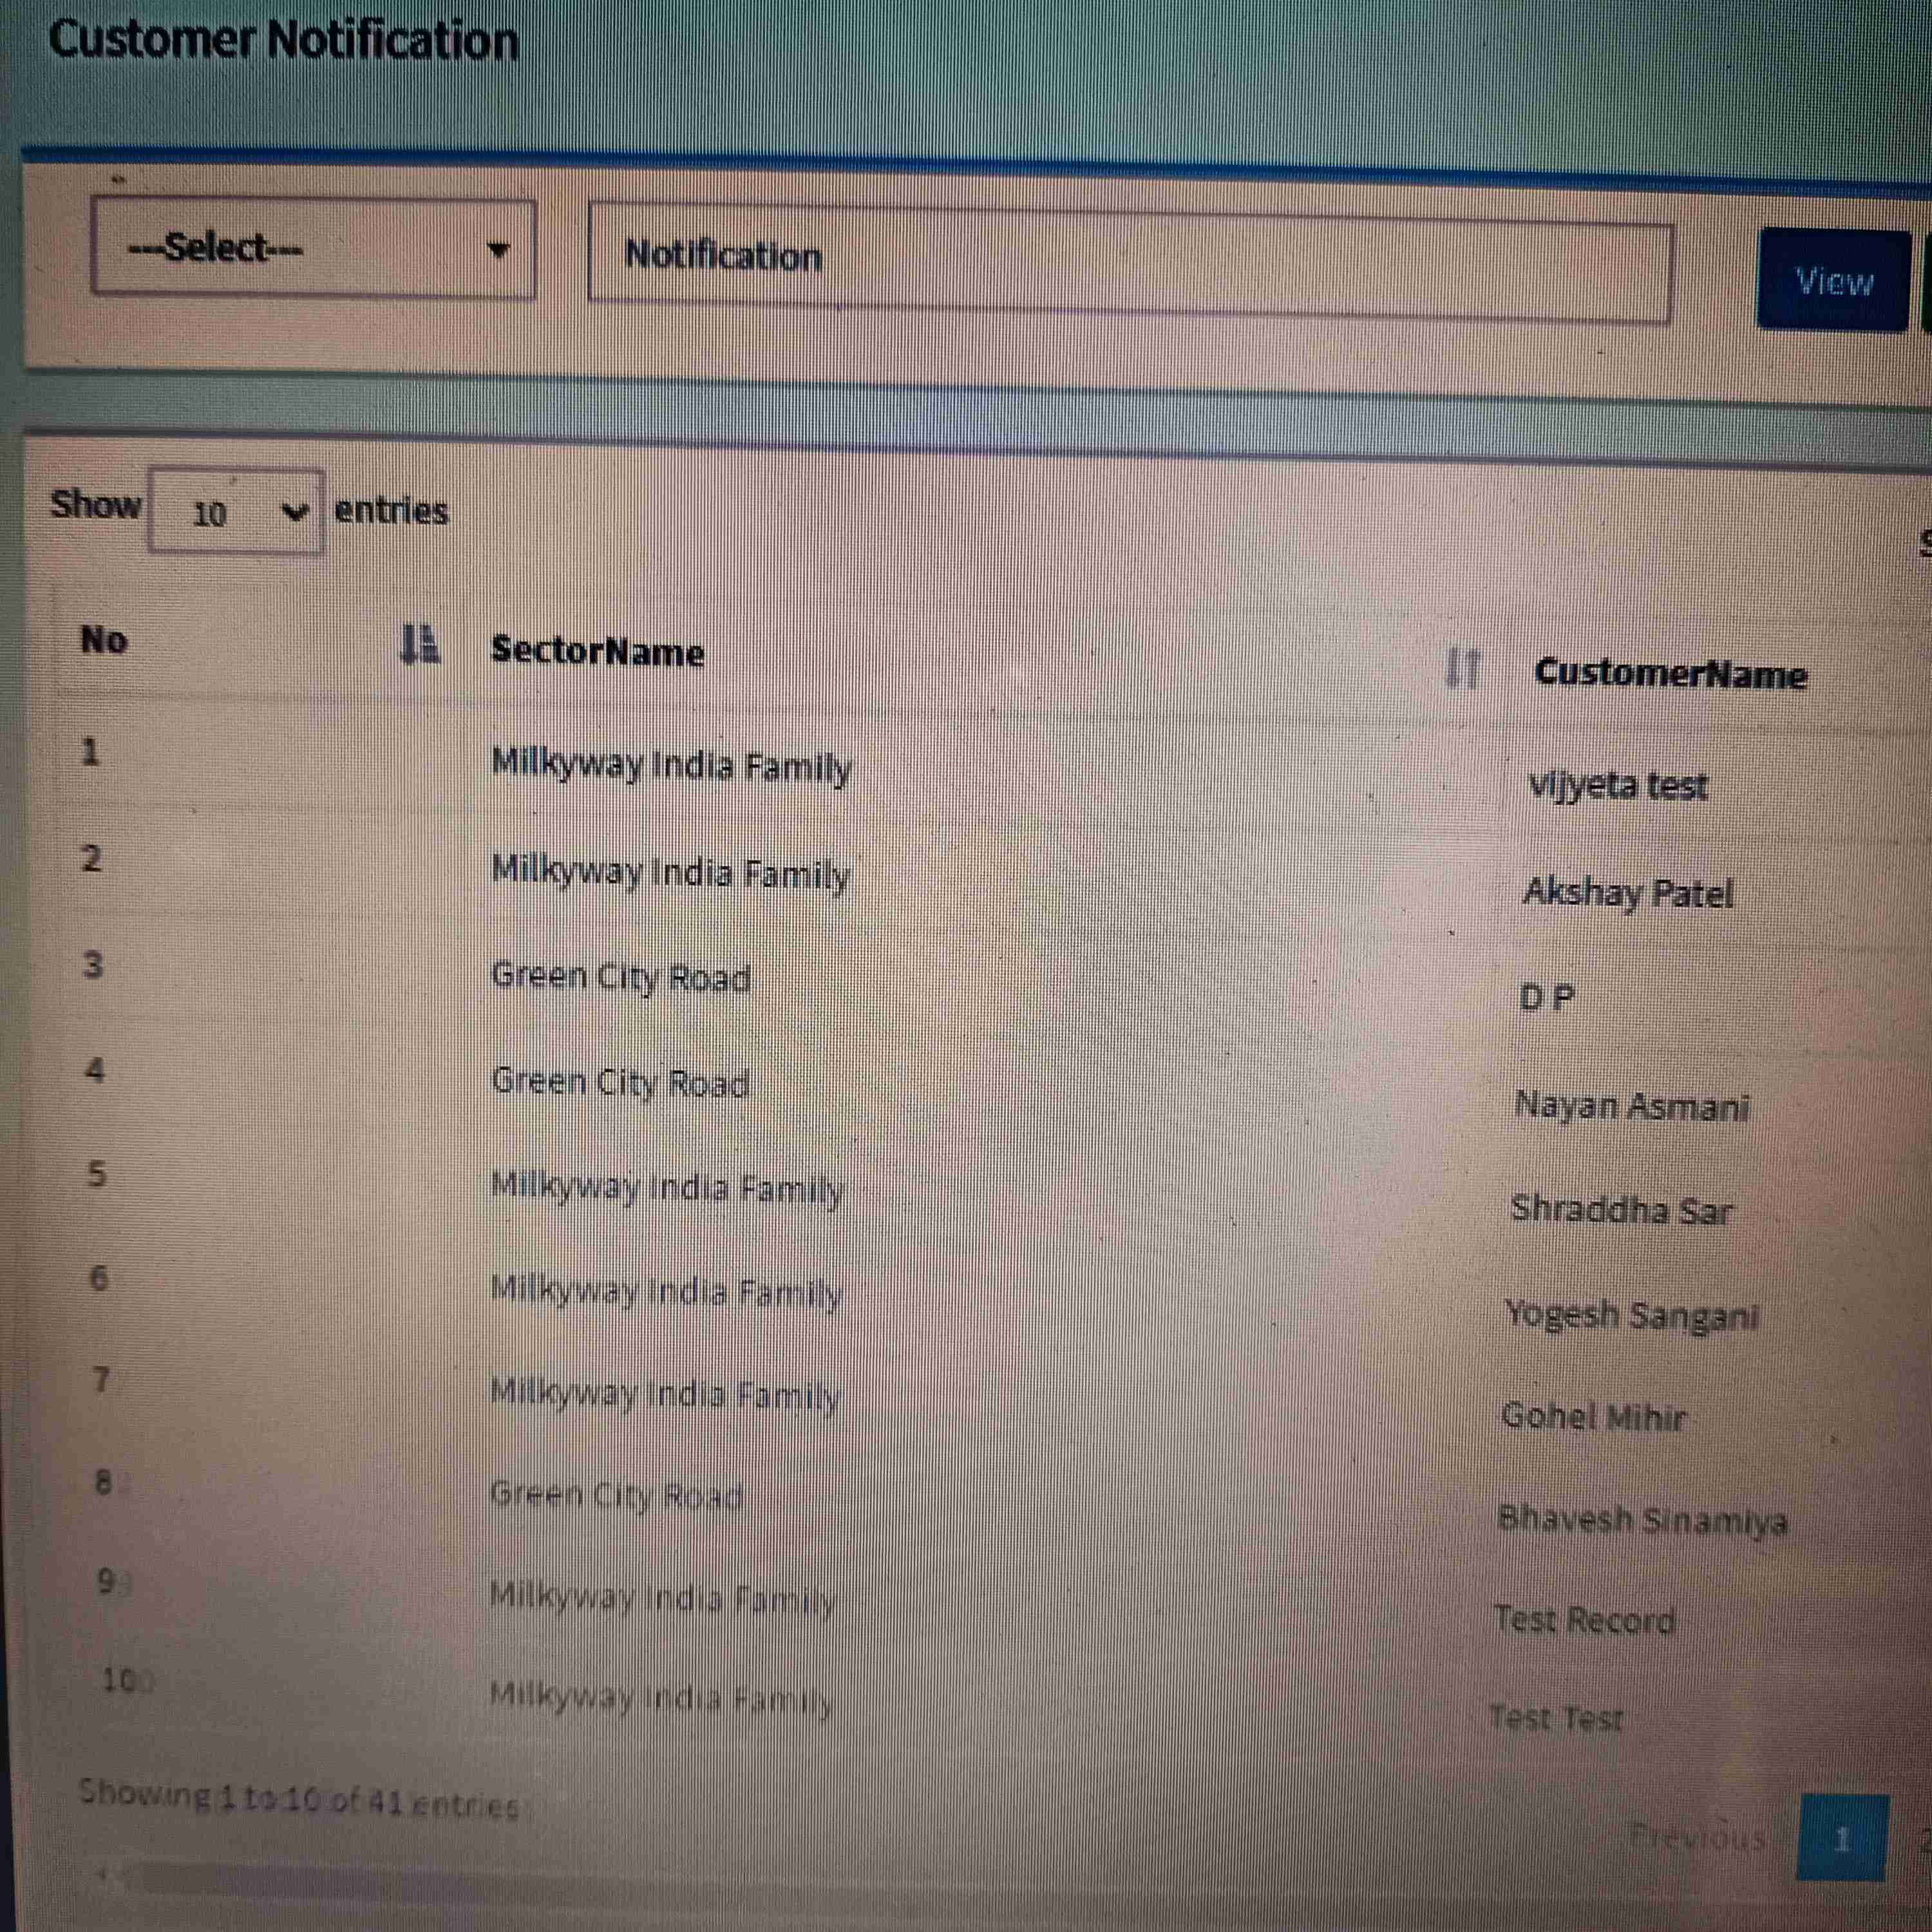 Customer Notification
---Select---
Notification
View
Show 10 entries
No SectorName CustomerName
1 Milkyway India Family vijyeta test
2 Milkyway India Family Akshay Patel
3 Green City Road D P
4 Green City Road Nayan Asmani
5 Milkyway India Family Shraddha Sar
6 Milkyway India Family Yogesh Sangani
7 Milkyway India Family Gohel Mihir
8 Green City Road Bhavesh Sinamiya
9 Milkyway India Family Test Record
10 Milkyway India Family Test Test
Showing 1 to 10 of 41 entries
Previous 1